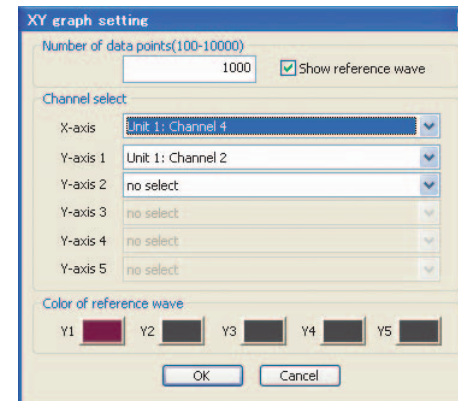 XY graph setting
Number of data points(100-10000)
1000 Show reference wave
Channel select
X-axis Unit 1: Channel 4
Y-axis 1 Unit 1: Channel 2
Y-axis 2 no select
Y-axis 3 no select
Y-axis 4 no select
Y-axis 5 no select
Color of reference wave
Y1 Y2 Y3 Y4 Y5
OK Cancel